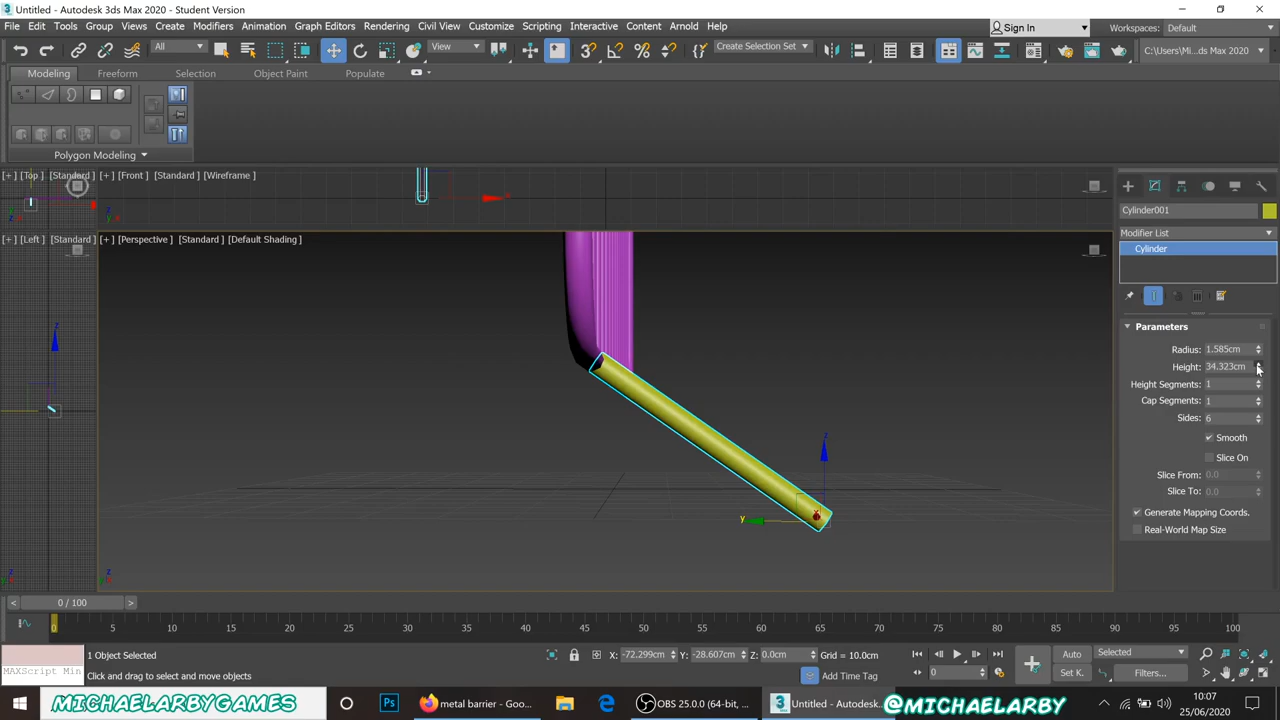 Untitled - Autodesk 3ds Max 2020 - Student Version
File Edit Tools Group Views Create Modifiers Animation Graph Editors Rendering Civil View Customize Scripting Interactive Content Arnold Help
Sign In
Workspaces: Default
All
View
Create Selection Set
C:\Users\Mi...ds Max 2020
Modeling Freeform Selection Object Paint Populate
Polygon Modeling
[+] [Top] [Standard]
[+] [Front] [Standard] [Wireframe]
[+] [Left] [Standard]
[+] [Perspective] [Standard] [Default Shading]
z
y
Cylinder001
Modifier List
Cylinder
Parameters
Radius: 1.585cm
Height: 34.323cm
Height Segments: 1
Cap Segments: 1
Sides: 6
Smooth
Slice On
Slice From: 0.0
Slice To: 0.0
Generate Mapping Coords.
Real-World Map Size
< 0 / 100 >
0 5 10 15 20 25 30 35 40 45 50 55 60 65 70 75 80 85 90 95 100
1 Object Selected
X: -72.299cm Y: -28.607cm Z: 0.0cm Grid = 10.0cm
Auto
Selected
MAXScript Min
Click and drag to select and move objects
Add Time Tag
0
Set K.
Filters...
MICHAELARBYGAMES
metal barrier - Goo...
OBS 25.0.0 (64-bit, ...
Untitled - Autodesk...
@MICHAELARBY
10:07
25/06/2020